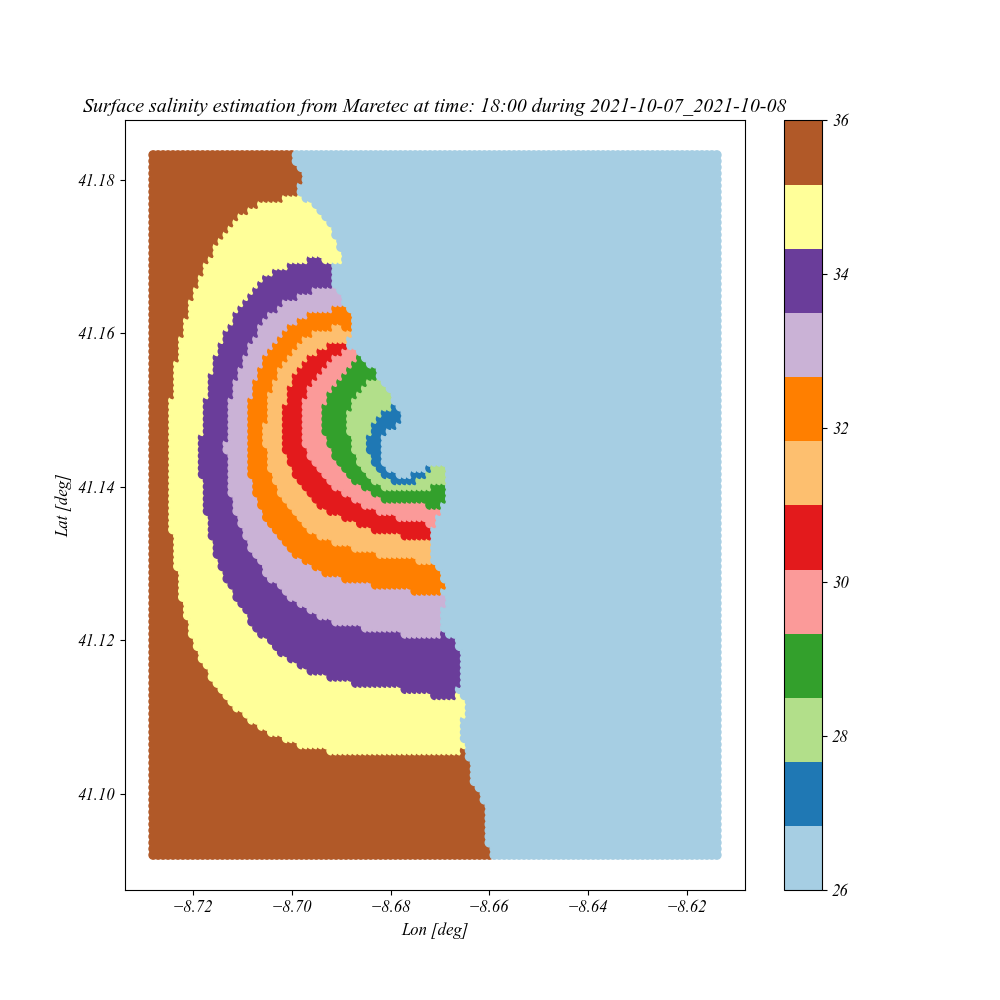 Surface salinity estimation from Maretec at time: 18:00 during 2021-10-07_2021-10-08
36
41.18
34
41.16
32
41.14
Lat [deg]
30
41.12
28
41.10
26
−8.72 −8.70 −8.68 −8.66 −8.64 −8.62
Lon [deg]